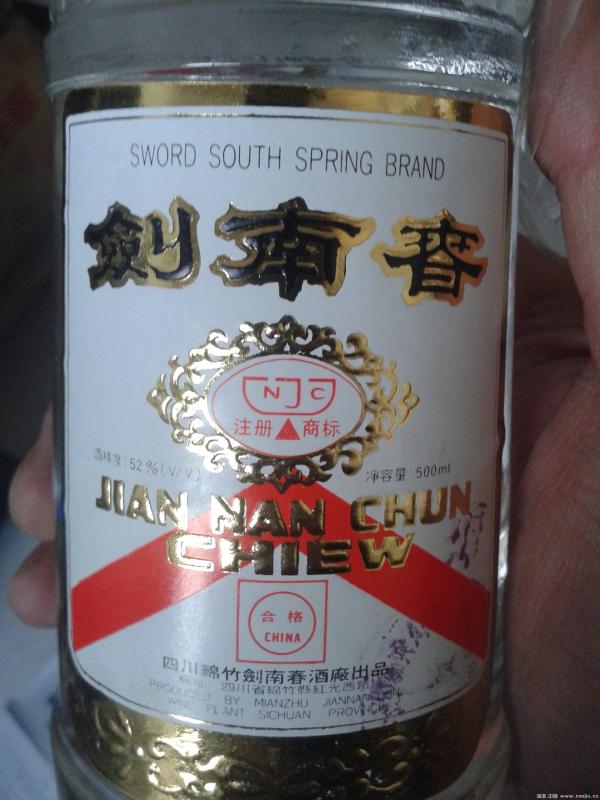 SWORD SOUTH SPRING BRAND
劍南春
NJC
注册 商标
酒精度:52%(V/V)
净容量:500ml
JIAN NAN CHUN
CHIEW
合格
CHINA
四川綿竹劍南春酒廠出品
四川省綿竹縣紅光西
PRODUCED BY MIANZHU JIANNAN
WINE PLANT SICHUAN PROVINCE